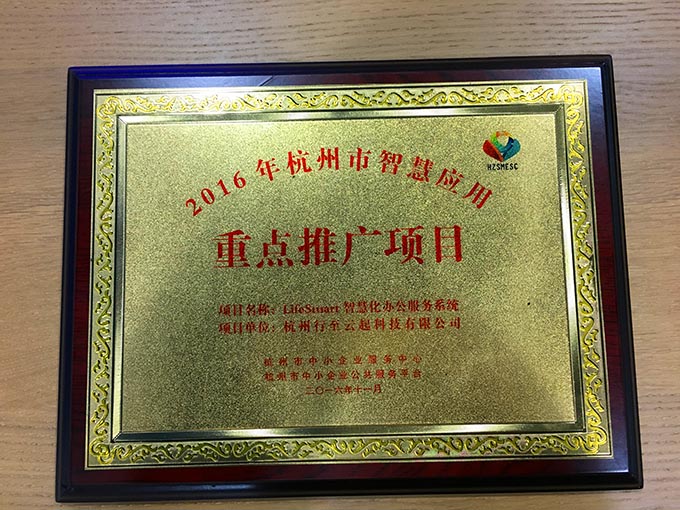 HZSMESC
2016年杭州市智慧应用
重点推广项目
项目名称：LifeStuart 智慧化办公服务系统
项目单位：杭州行至云起科技有限公司
杭州市中小企业服务中心
杭州市中小企业公共服务平台
二〇一六年十一月